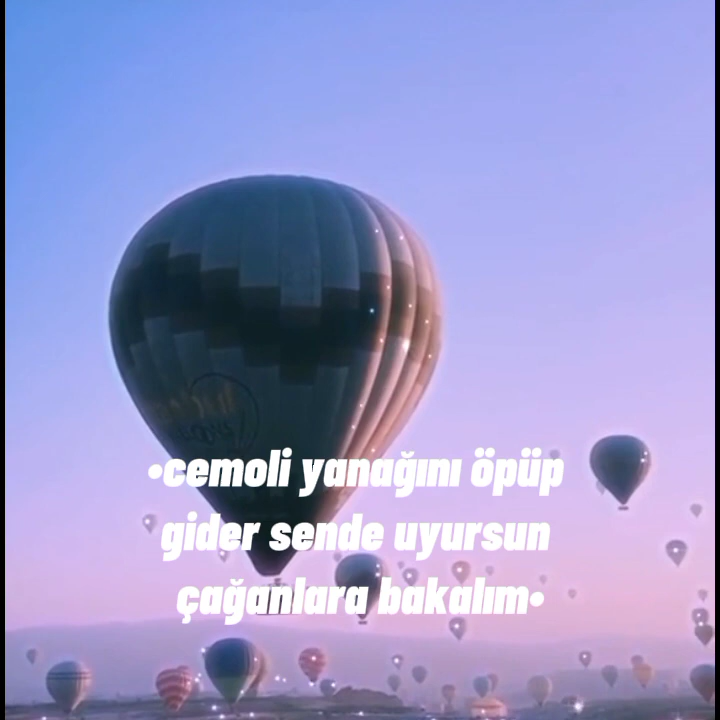 •cemoli yanağını öpüp
gider sende uyursun
çağanlara bakalım•